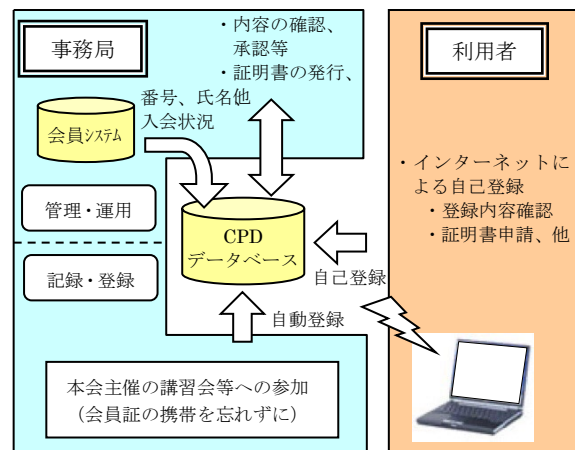 事務局
・内容の確認、
承認等
・証明書の発行、
番号、氏名他
入会状況
会員システム
管理・運用
記録・登録
CPD
データベース
自己登録
自動登録
本会主催の講習会等への参加
（会員証の携帯を忘れずに）
利用者
・インターネットに
よる自己登録
・登録内容確認
・証明書申請、他